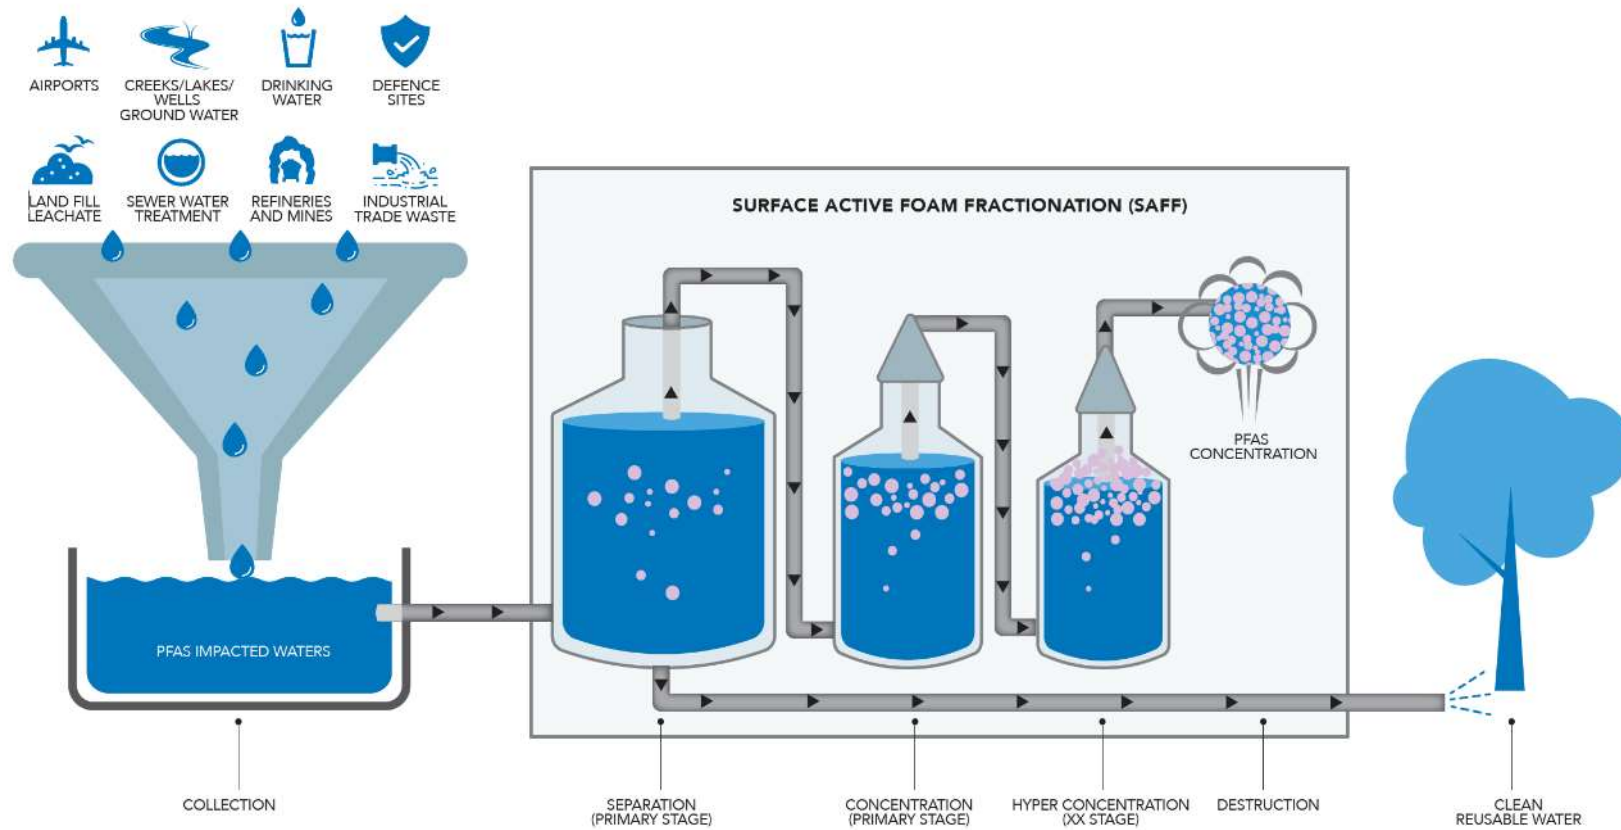 AIRPORTS
CREEKS/LAKES/
WELLS
GROUND WATER
DRINKING
WATER
DEFENCE
SITES
LAND FILL
LEACHATE
SEWER WATER
TREATMENT
REFINERIES
AND MINES
INDUSTRIAL
TRADE WASTE
SURFACE ACTIVE FOAM FRACTIONATION (SAFF)
PFAS
CONCENTRATION
PFAS IMPACTED WATERS
COLLECTION
SEPARATION
(PRIMARY STAGE)
CONCENTRATION
(PRIMARY STAGE)
HYPER CONCENTRATION
(XX STAGE)
DESTRUCTION
CLEAN
REUSABLE WATER